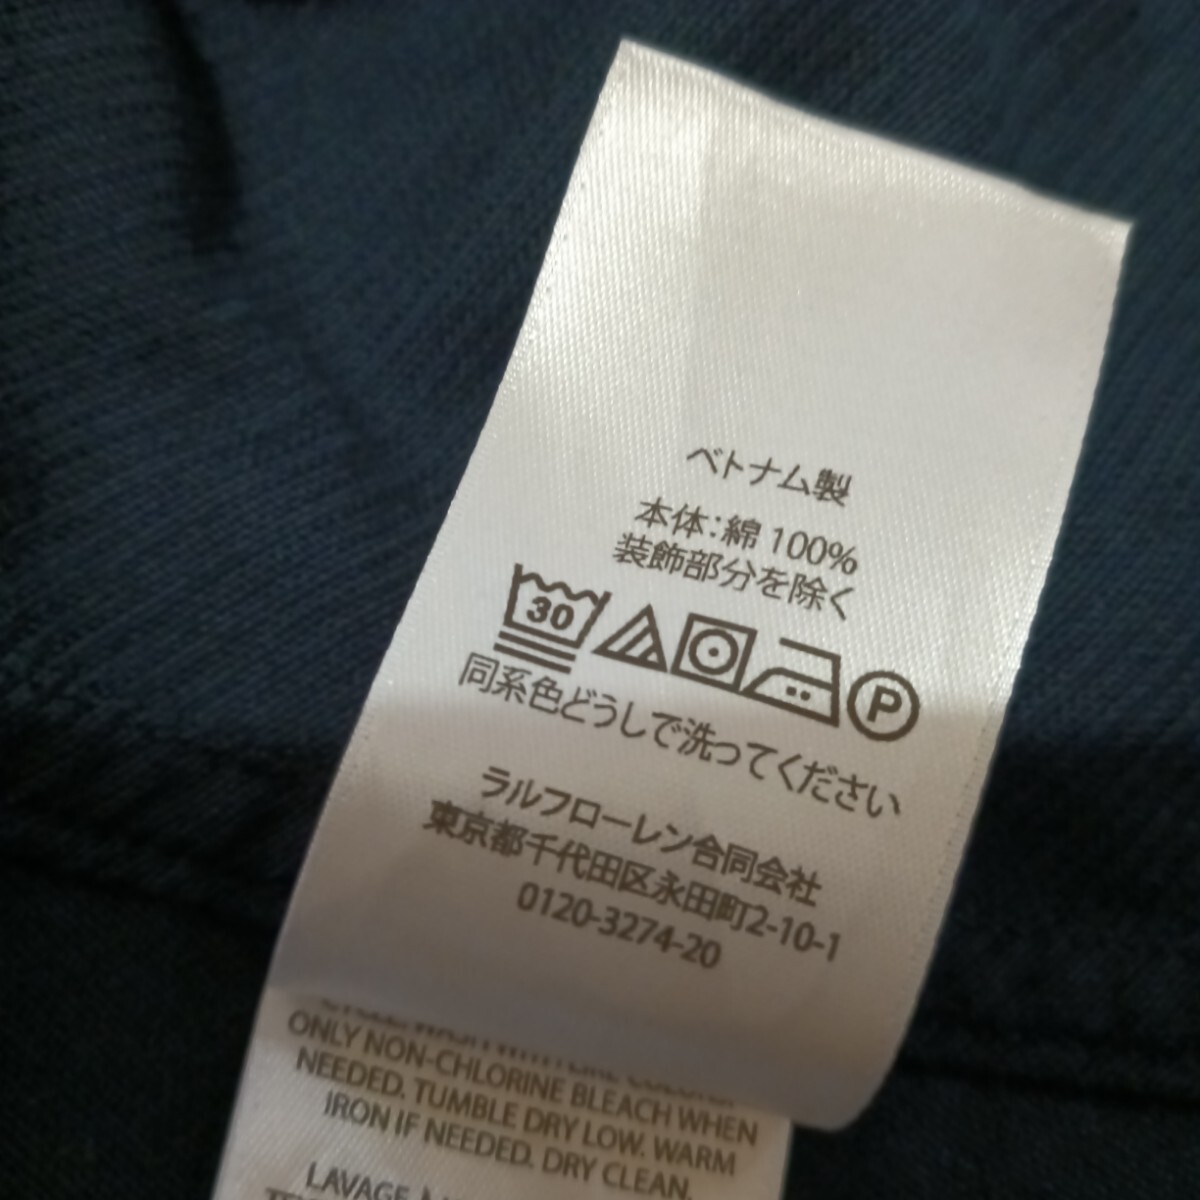 ベトナム製
本体:綿 100%
装飾部分を除く
30 P
同系色どうしで洗ってください
ラルフローレン合同会社
東京都千代田区永田町2-10-1
0120-3274-20
ONLY NON-CHLORINE BLEACH WHEN
NEEDED. TUMBLE DRY LOW. WARM
IRON IF NEEDED. DRY CLEAN.
LAVAGE